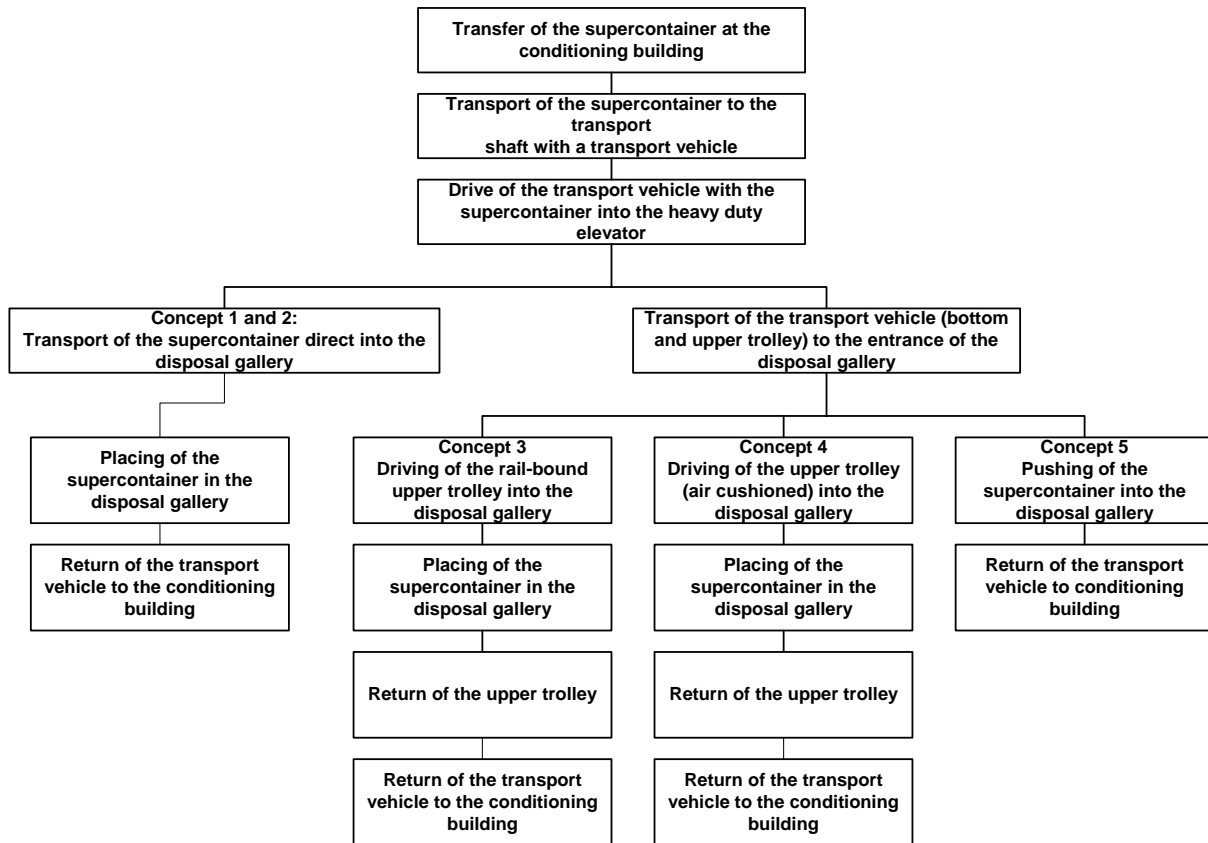 Transfer of the supercontainer at the
conditioning building
Transport of the supercontainer to the
transport
shaft with a transport vehicle
Drive of the transport vehicle with the
supercontainer into the heavy duty
elevator
Concept 1 and 2:
Transport of the supercontainer direct into the
disposal gallery
Transport of the transport vehicle (bottom
and upper trolley) to the entrance of the
disposal gallery
Placing of the
supercontainer in the
disposal gallery
Return of the transport
vehicle to the conditioning
building
Concept 3
Driving of the rail-bound
upper trolley into the
disposal gallery
Placing of the
supercontainer in the
disposal gallery
Return of the upper trolley
Return of the transport
vehicle to the conditioning
building
Concept 4
Driving of the upper trolley
(air cushioned) into the
disposal gallery
Placing of the
supercontainer in the
disposal gallery
Return of the upper trolley
Return of the transport
vehicle to the conditioning
building
Concept 5
Pushing of the
supercontainer into the
disposal gallery
Return of the transport
vehicle to conditioning
building